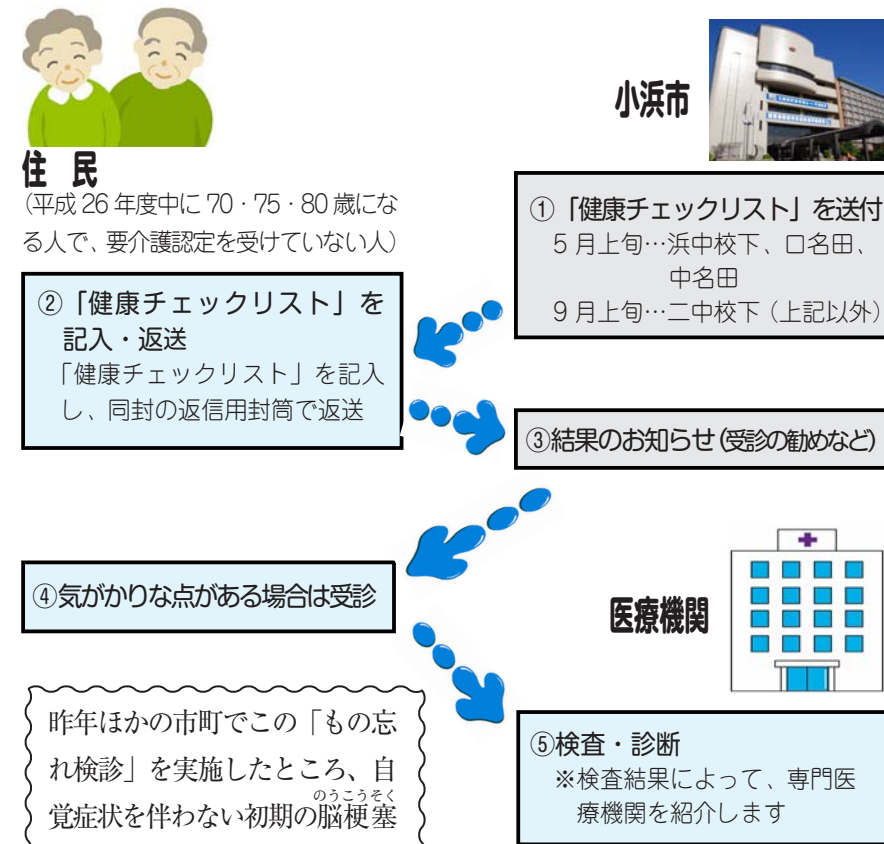 小浜市
住民
(平成26年度中に70・75・80歳にな
る人で、要介護認定を受けていない人)
①「健康チェックリスト」を送付
5月上旬…浜中校下、口名田、
中名田
9月上旬…二中校下(上記以外)
②「健康チェックリスト」を
記入・返送
「健康チェックリスト」を記入
し、同封の返信用封筒で返送
③結果のお知らせ(受診の勧めなど)
④気がかりな点がある場合は受診
医療機関
⑤検査・診断
※検査結果によって、専門医
療機関を紹介します
昨年ほかの市町でこの「もの忘
れ検診」を実施したところ、自
のうこうそく
覚症状を伴わない初期の脳梗塞